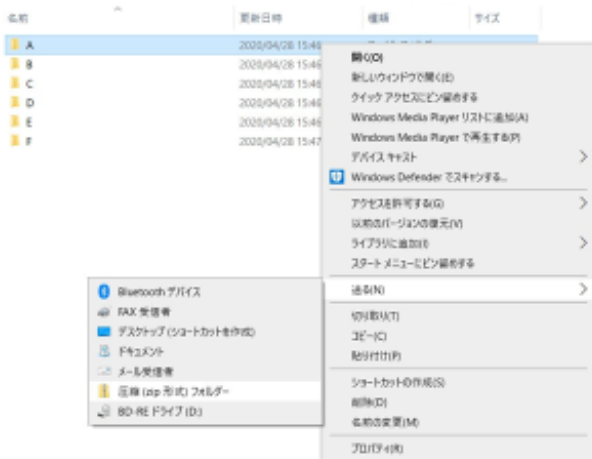 名前 更新日時 種類 サイズ
A 2020/04/28 15:46
B 2020/04/28 15:46
C 2020/04/28 15:46
D 2020/04/28 15:46
E 2020/04/28 15:46
F 2020/04/28 15:47
開く(O)
新しいウィンドウで開く(E)
クイック アクセスにピン留めする
Windows Media Player リストに追加(A)
Windows Media Player で再生する(P)
デバイス キャスト
Windows Defender でスキャンする...
アクセスを許可する(G)
以前のバージョンの復元(V)
ライブラリに追加(I)
スタート メニューにピン留めする
送る(N)
切り取り(T)
コピー(C)
貼り付け(P)
ショートカットの作成(S)
削除(D)
名前の変更(M)
プロパティ(R)
Bluetooth デバイス
FAX 受信者
デスクトップ (ショートカットを作成)
ドキュメント
メール受信者
圧縮 (zip 形式) フォルダー
BD-RE ドライブ (D:)